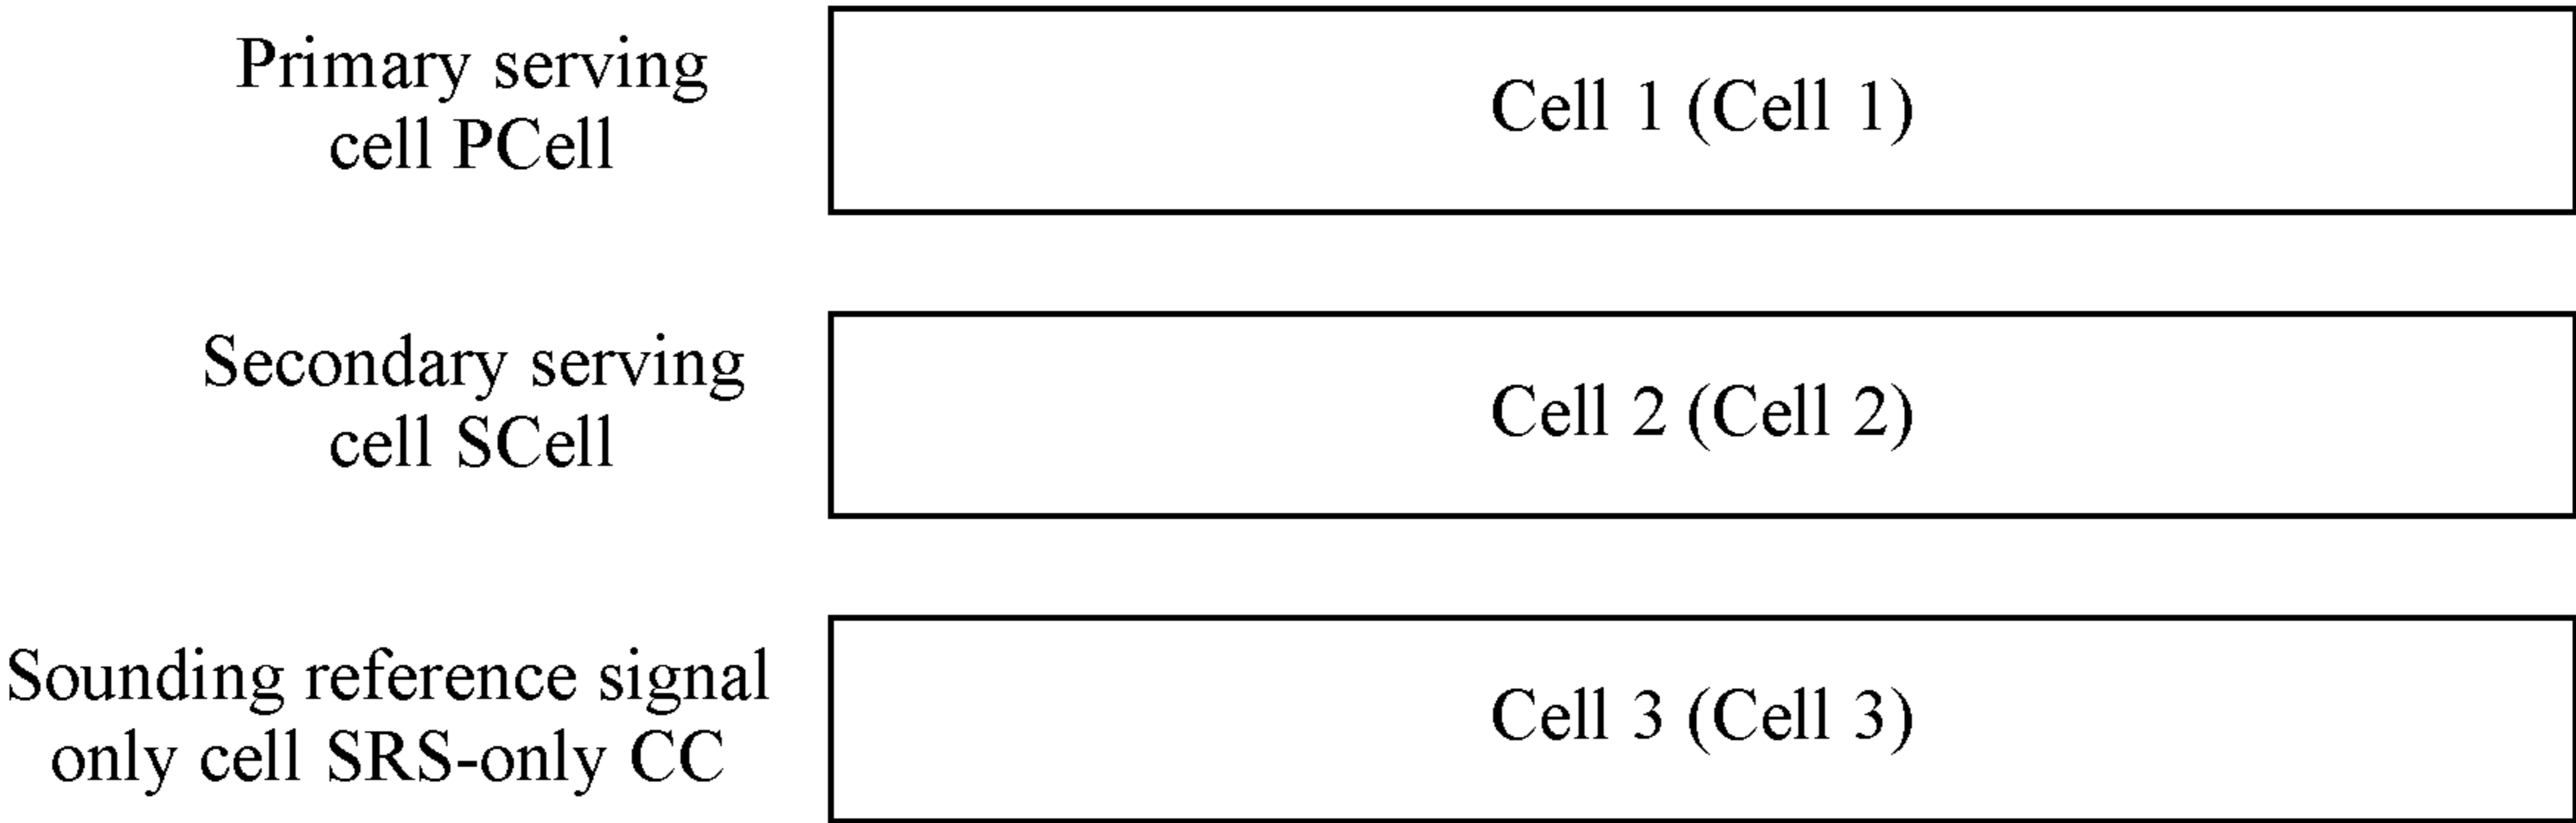 Primary serving
cell PCell
Cell 1 (Cell 1)
Secondary serving
cell SCell
Cell 2 (Cell 2)
Sounding reference signal
only cell SRS-only CC
Cell 3 (Cell 3)